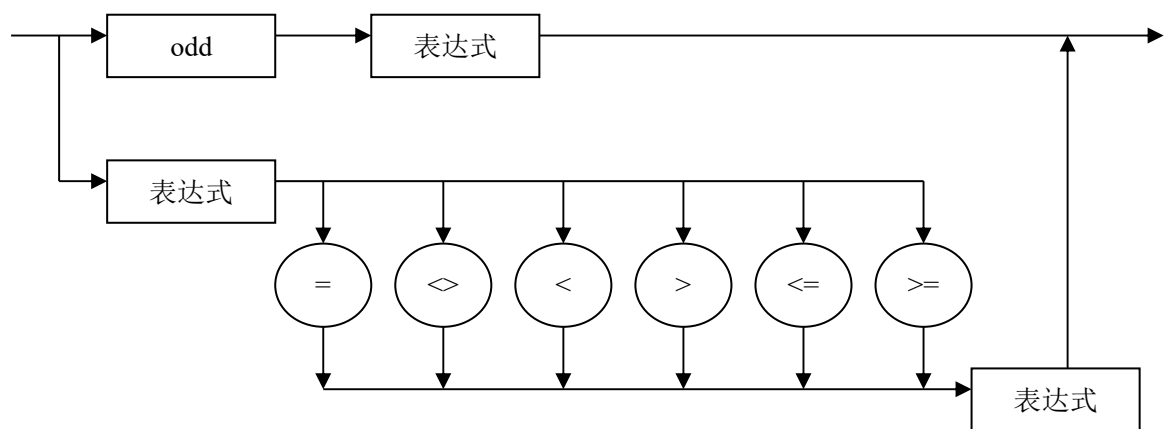 odd
表达式
表达式
=
<>
<
>
<=
>=
表达式